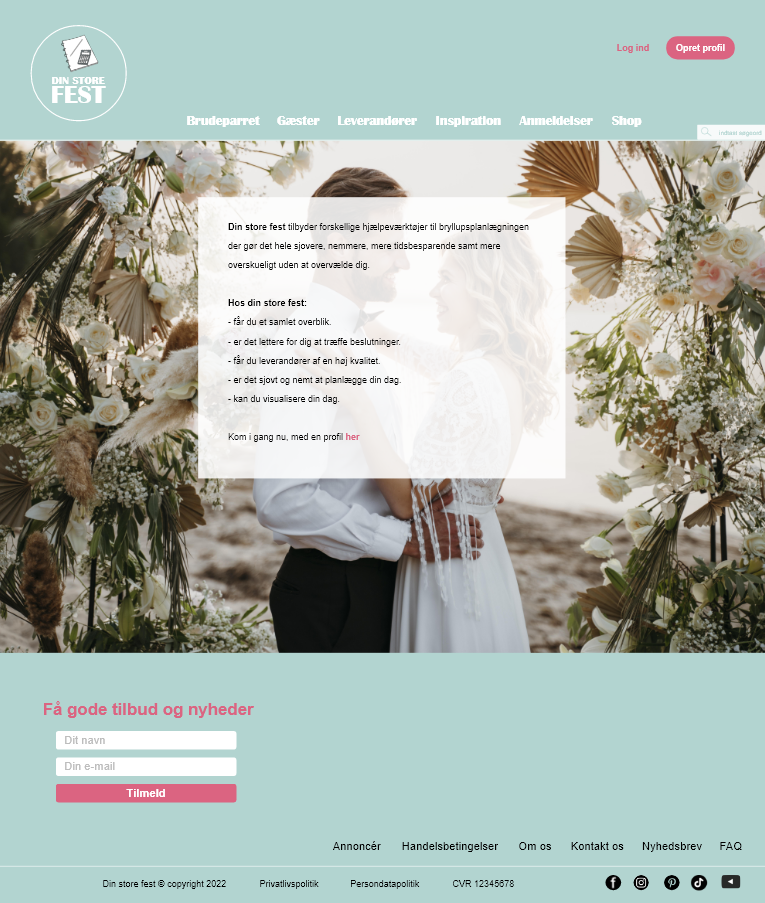 DIN STORE
FEST
Log ind
Opret profil
Brudeparret Gæster Leverandører Inspiration Anmeldelser Shop
indtast søgeord
Din store fest tilbyder forskellige hjælpeværktøjer til bryllupsplanlægningen
der gør det hele sjovere, nemmere, mere tidsbesparende samt mere
overskueligt uden at overvælde dig.
Hos din store fest:
- får du et samlet overblik.
- er det lettere for dig at træffe beslutninger.
- får du leverandører af en høj kvalitet.
- er det sjovt og nemt at planlægge din dag.
- kan du visualisere din dag.
Kom i gang nu, med en profil her
Få gode tilbud og nyheder
Dit navn
Din e-mail
Tilmeld
Annoncér Handelsbetingelser Om os Kontakt os Nyhedsbrev FAQ
Din store fest © copyright 2022 Privatlivspolitik Persondatapolitik CVR 12345678